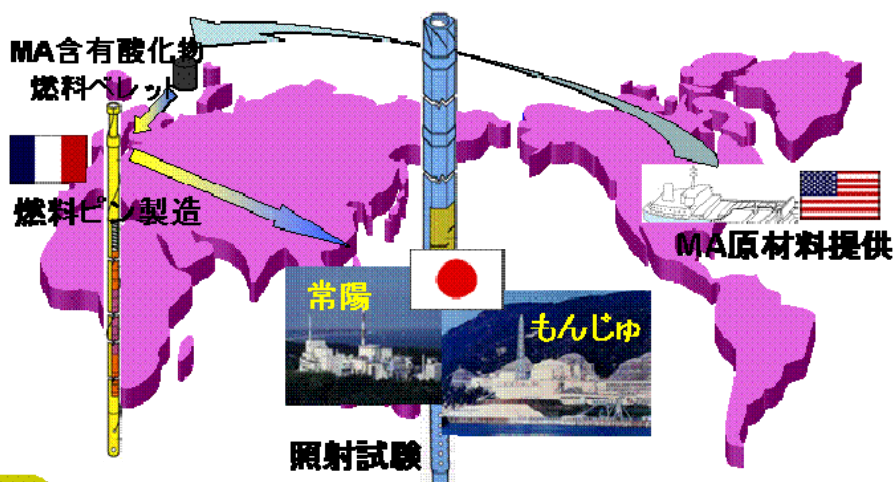 MA含有酸化物
燃料ペレット
燃料ピン製造
MA原材料提供
常陽
もんじゅ
照射試験